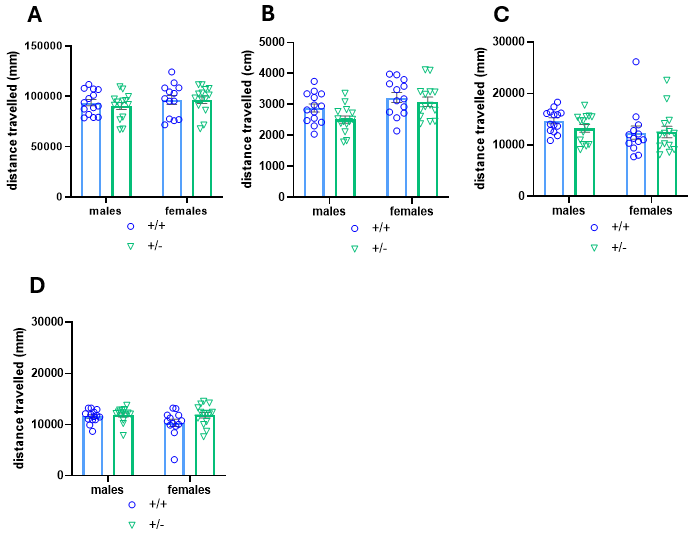 A
distance travelled (mm)
150000
100000
50000
0
males
females
+/+
+/-
B
distance travelled (cm)
5000
4000
3000
2000
1000
0
males
females
+/+
+/-
C
distance travelled (mm)
30000
20000
10000
0
males
females
+/+
+/-
D
distance travelled (mm)
30000
20000
10000
0
males
females
+/+
+/-